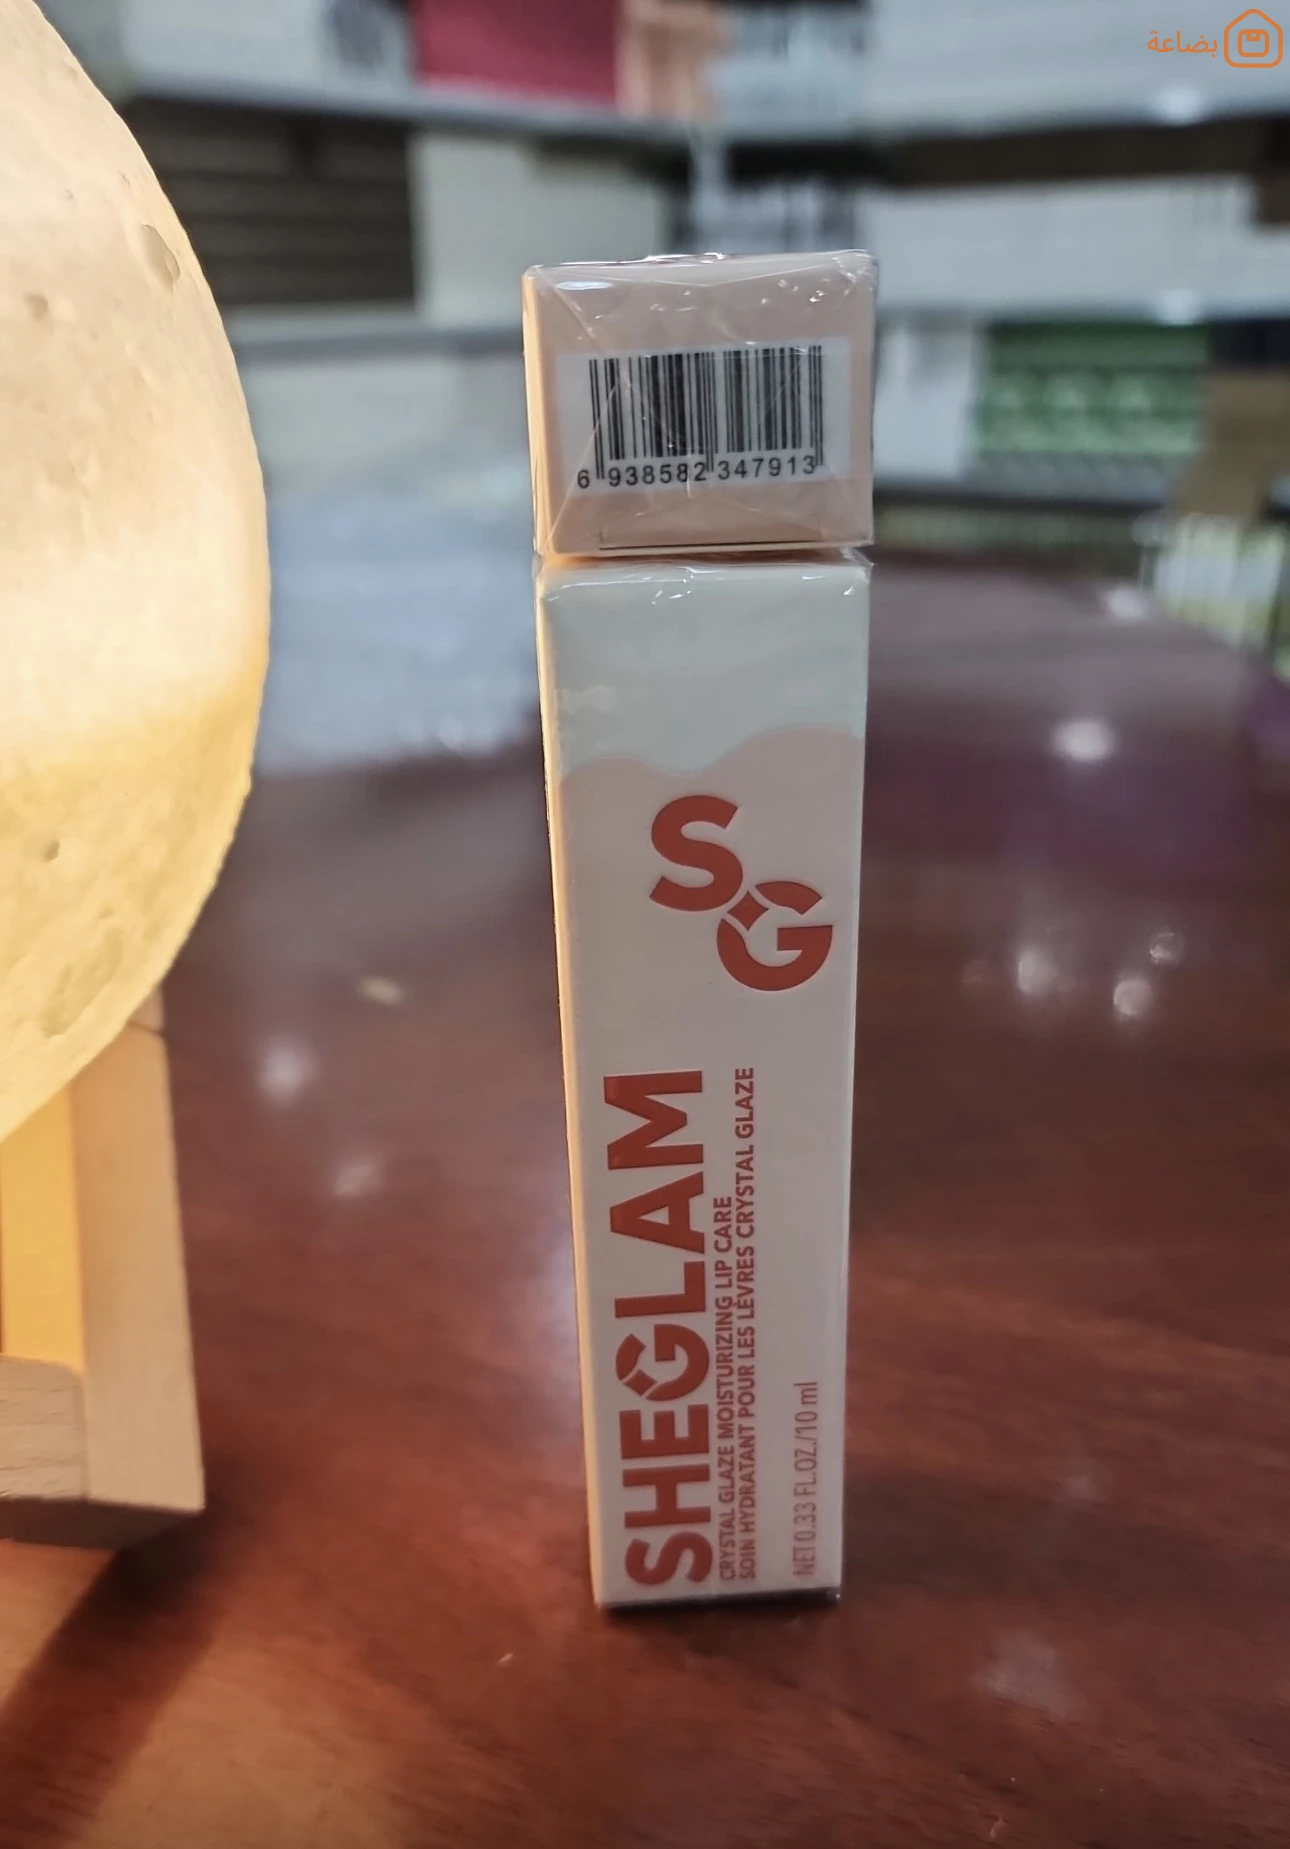 بضاعة
6 938582 347913
SG
SHEGLAM
CRYSTAL GLAZE MOISTURIZING LIP CARE
SOIN HYDRATANT POUR LES LÈVRES CRYSTAL GLAZE
NET 0.33 FL.OZ./10 ml